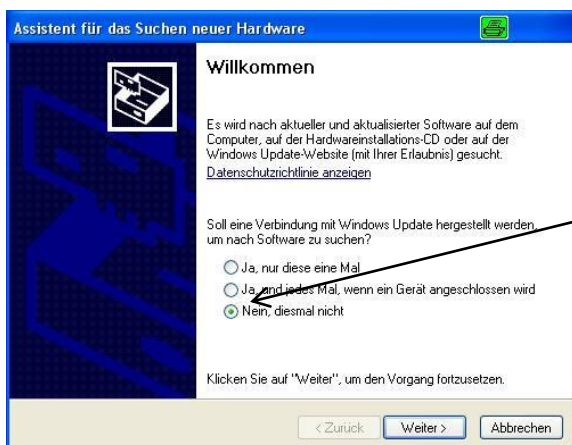 Assistent für das Suchen neuer Hardware
Willkommen
Es wird nach aktueller und aktualisierter Software auf dem
Computer, auf der Hardwareinstallations-CD oder auf der
Windows Update-Website (mit Ihrer Erlaubnis) gesucht.
Datenschutzrichtlinie anzeigen
Soll eine Verbindung mit Windows Update hergestellt werden,
um nach Software zu suchen?
Ja, nur diese eine Mal
Ja, und jedes Mal, wenn ein Gerät angeschlossen wird
Nein, diesmal nicht
Klicken Sie auf "Weiter", um den Vorgang fortzusetzen.
< Zurück Weiter > Abbrechen